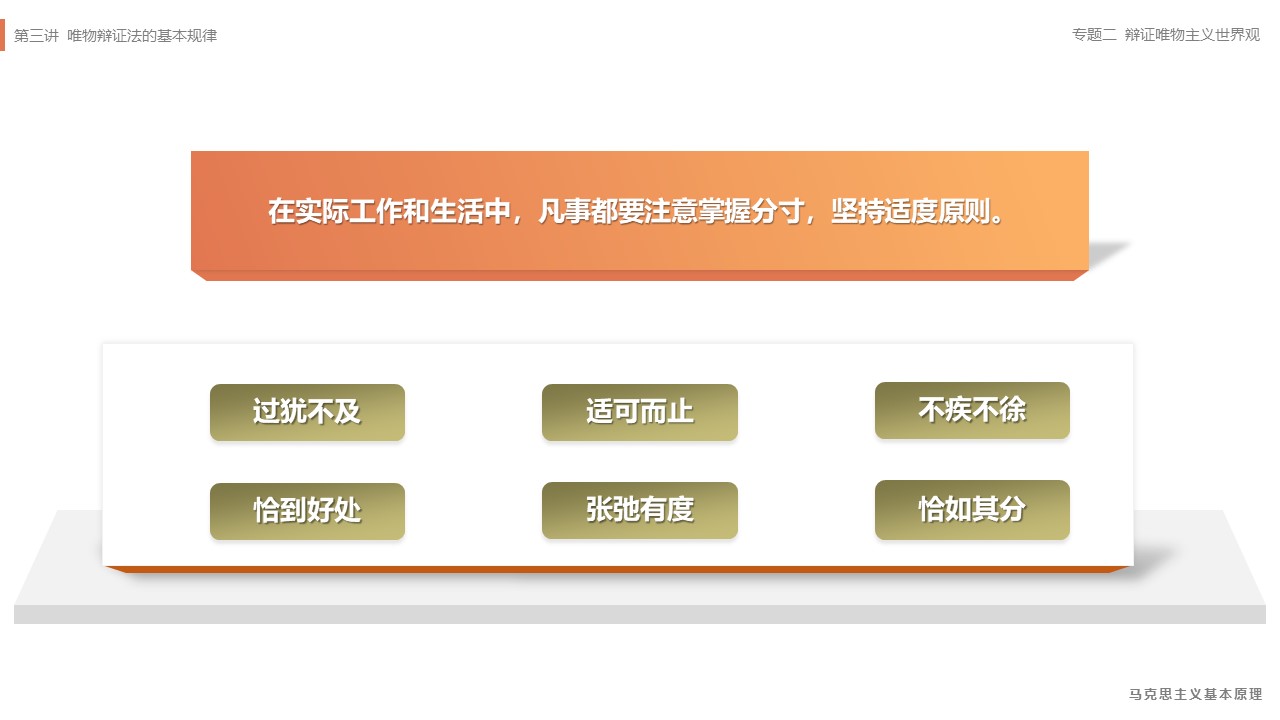 第三讲 唯物辩证法的基本规律
专题二 辩证唯物主义世界观
在实际工作和生活中，凡事都要注意掌握分寸，坚持适度原则。
过犹不及
适可而止
不疾不徐
恰到好处
张弛有度
恰如其分
马克思主义基本原理